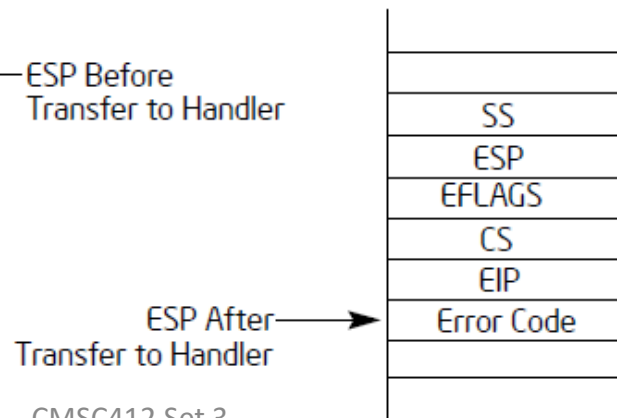 ESP Before
Transfer to Handler
SS
ESP
EFLAGS
CS
EIP
ESP After
Error Code
Transfer to Handler
CMSC412 Set 3